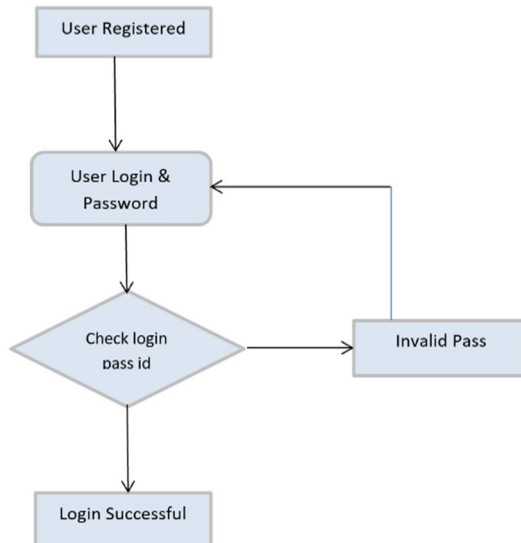 User Registered
User Login &
Password
Check login
pass id
Invalid Pass
Login Successful